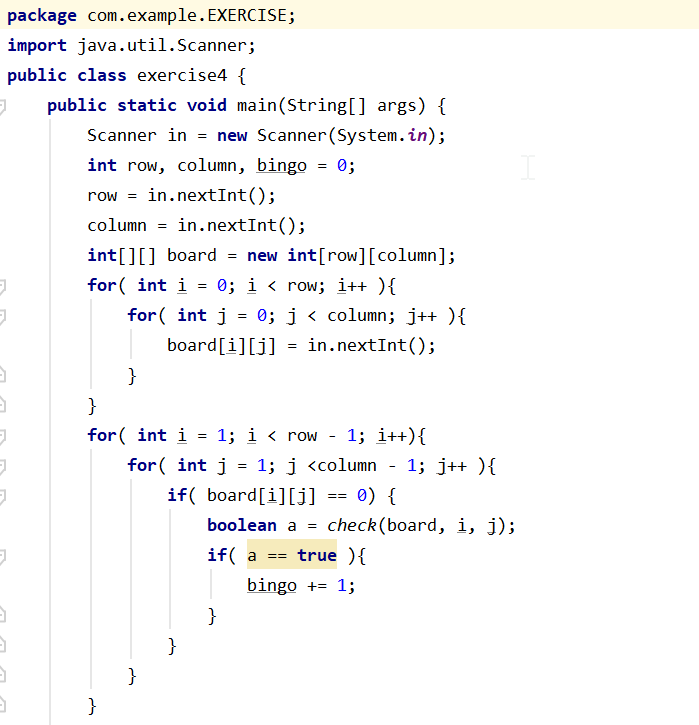 package com.example.EXERCISE;
import java.util.Scanner;
public class exercise4 {
    public static void main(String[] args) {
        Scanner in = new Scanner(System.in);
        int row, column, bingo = 0;
        row = in.nextInt();
        column = in.nextInt();
        int[][] board = new int[row][column];
        for( int i = 0; i < row; i++ ){
            for( int j = 0; j < column; j++ ){
                board[i][j] = in.nextInt();
            }
        }
        for( int i = 1; i < row - 1; i++){
            for( int j = 1; j <column - 1; j++ ){
                if( board[i][j] == 0) {
                    boolean a = check(board, i, j);
                    if( a == true ){
                        bingo += 1;
                    }
                }
            }
        }